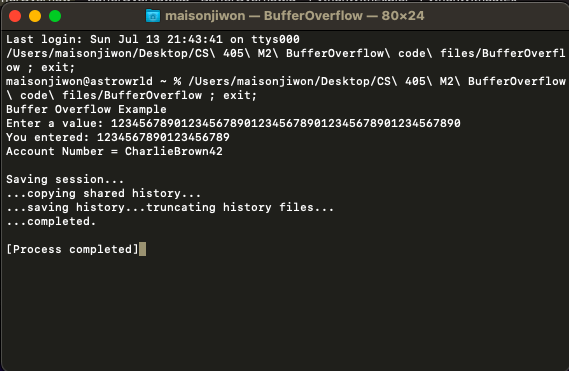 maisonjiwon — BufferOverflow — 80×24
Last login: Sun Jul 13 21:43:41 on ttys000
/Users/maisonjiwon/Desktop/CS\ 405\ M2\ BufferOverflow\ code\ files/BufferOverfl
ow ; exit;
maisonjiwon@astrowrld ~ % /Users/maisonjiwon/Desktop/CS\ 405\ M2\ BufferOverflow
\ code\ files/BufferOverflow ; exit;
Buffer Overflow Example
Enter a value: 12345678901234567890123456789012345678901234567890
You entered: 1234567890123456789
Account Number = CharlieBrown42

Saving session...
...copying shared history...
...saving history...truncating history files...
...completed.

[Process completed]